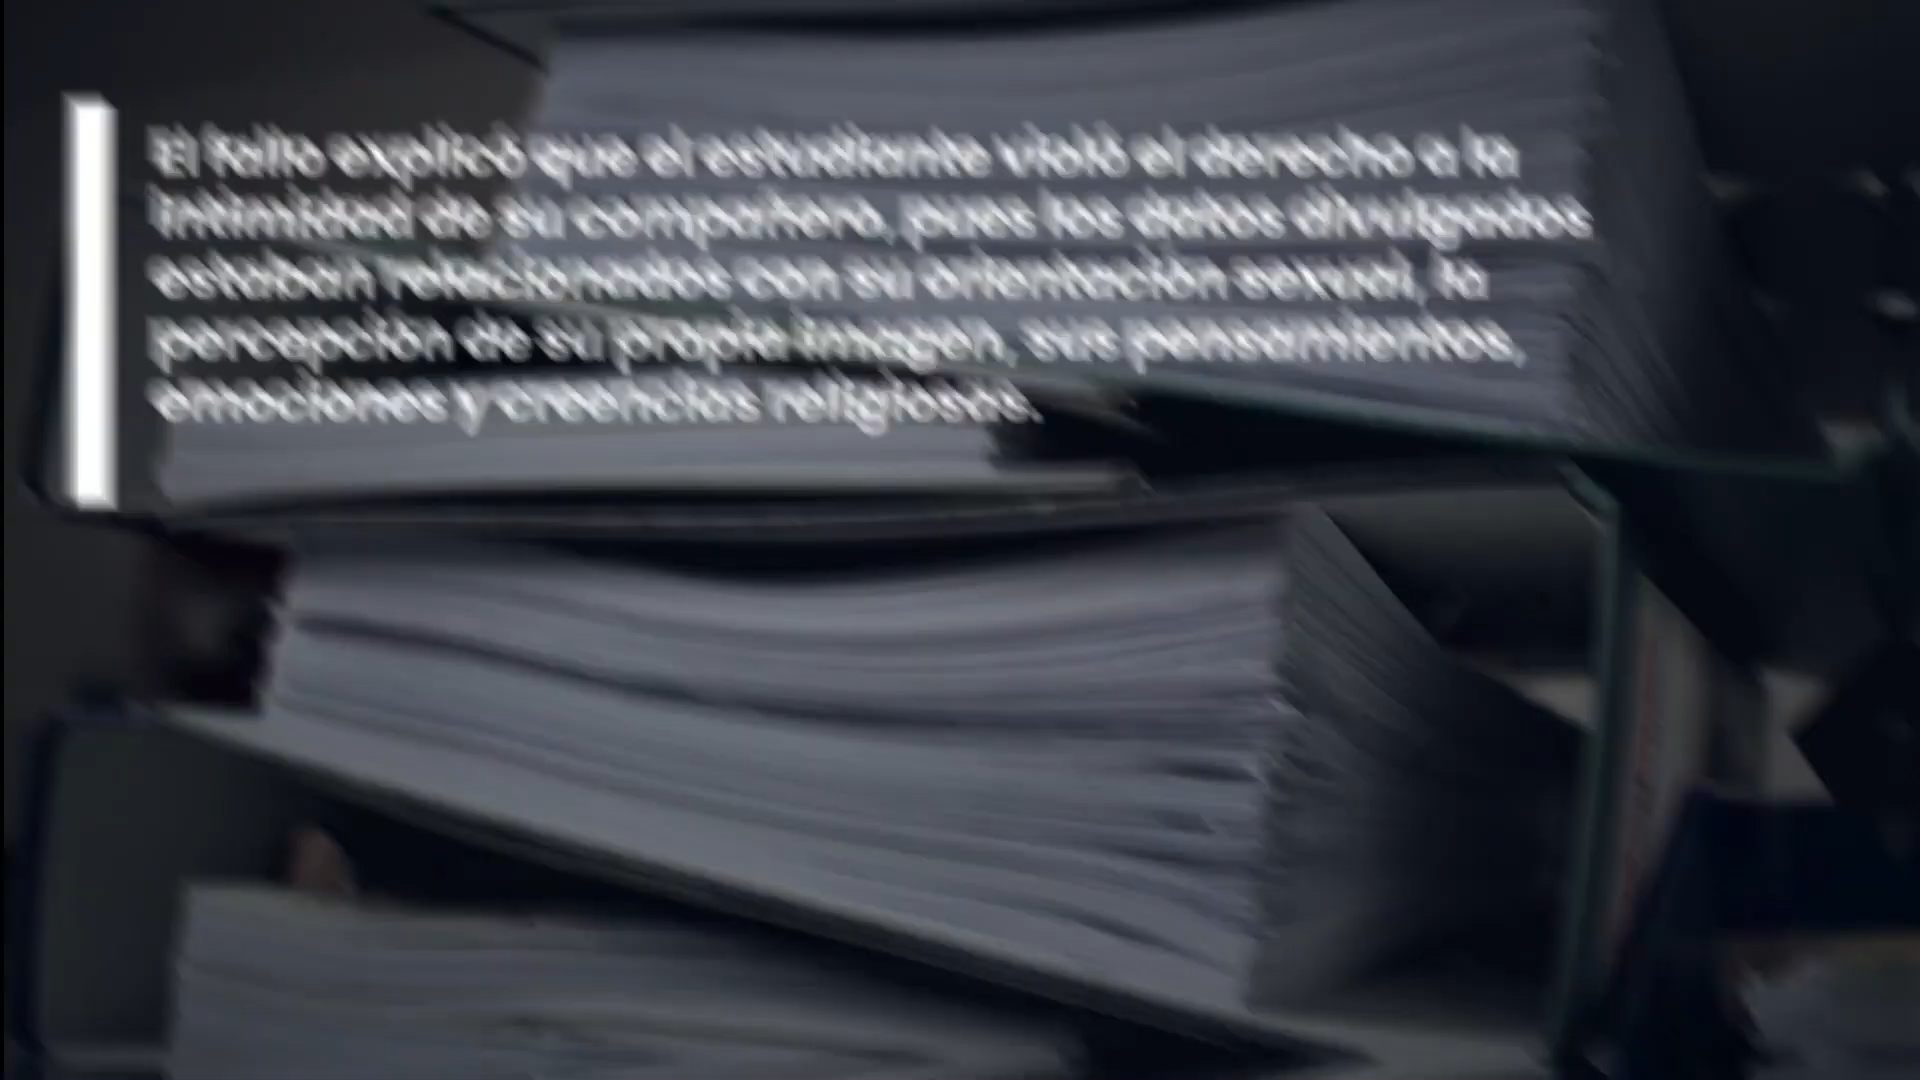 El fallo explicó que el estudiante violó el derecho a la
intimidad de su compañero, pues los datos divulgados
estaban relacionados con su orientación sexual, la
percepción de su propia imagen, sus pensamientos,
emociones y creencias religiosas.